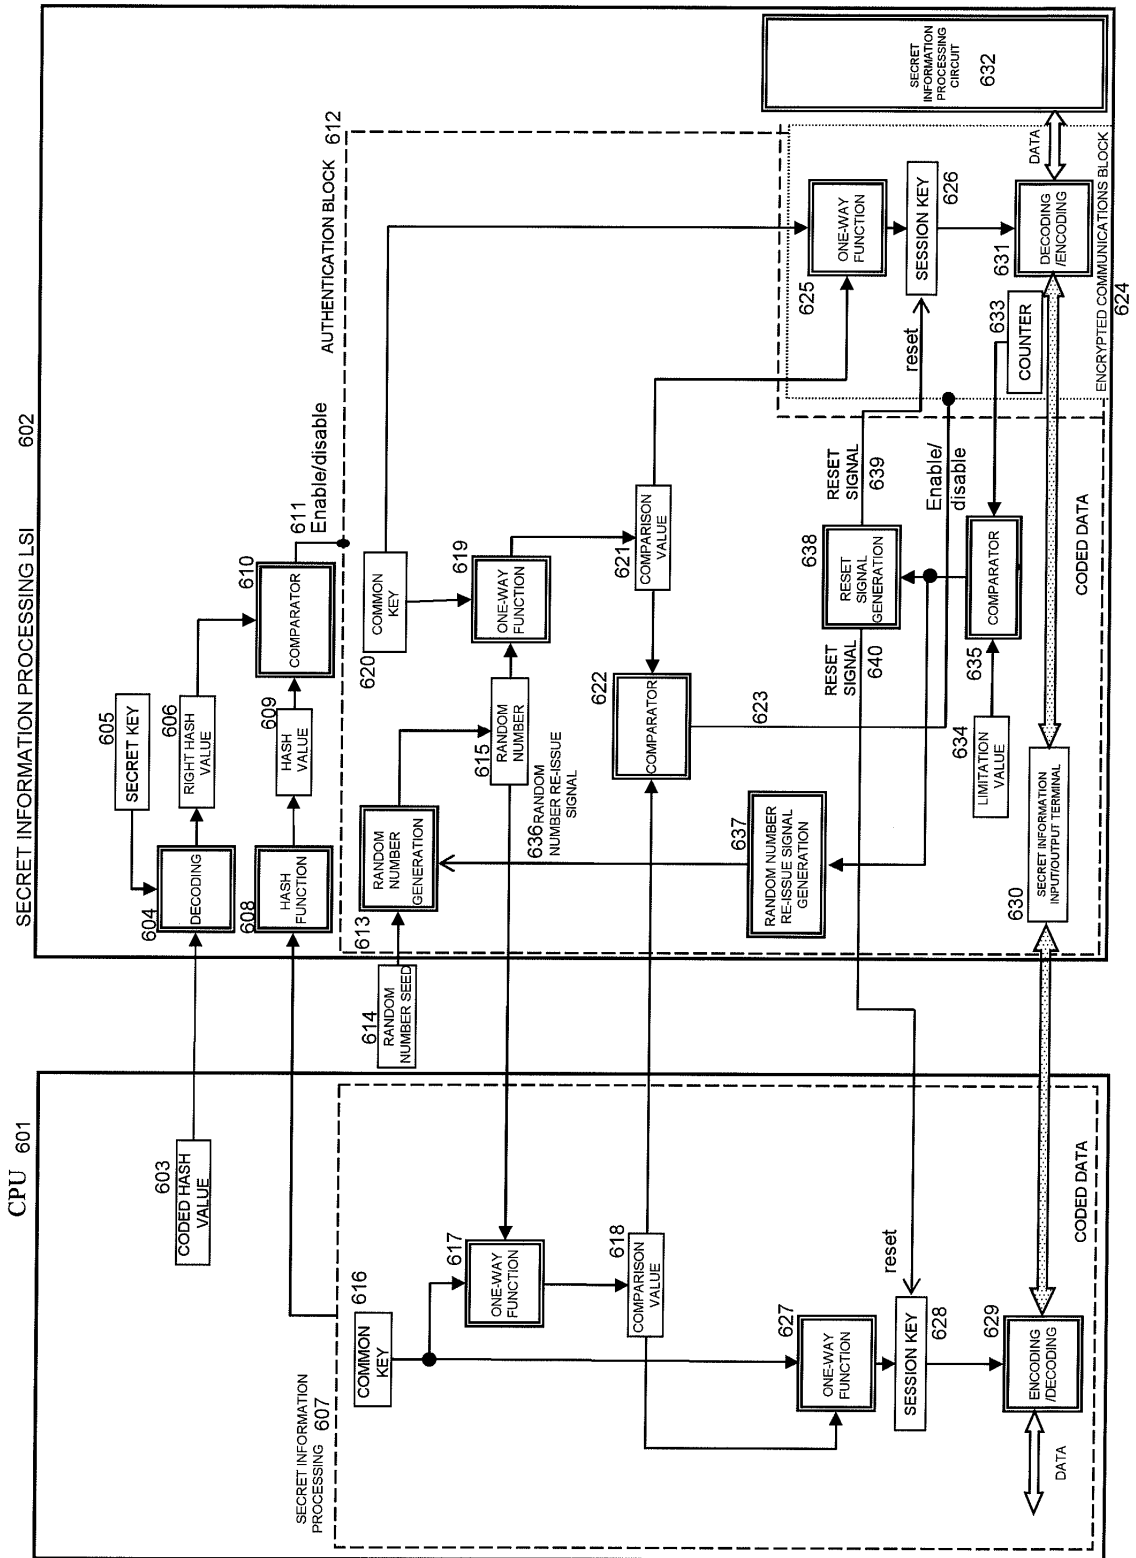 SECRET INFORMATION PROCESSING LSI 602
605
SECRET KEY
604
DECODING
606
RIGHT HASH
VALUE
608
HASH
FUNCTION
609
HASH
VALUE
610
COMPARATOR
611
Enable/disable
AUTHENTICATION BLOCK 612
613
RANDOM
NUMBER
GENERATION
614
RANDOM
NUMBER SEED
615
RANDOM
NUMBER
620
COMMON
KEY
619
ONE-WAY
FUNCTION
636 RANDOM
NUMBER RE-ISSUE
SIGNAL
621
COMPARISON
VALUE
622
COMPARATOR
623
637
RANDOM NUMBER
RE-ISSUE SIGNAL
GENERATION
638
RESET
SIGNAL
GENERATION
RESET
SIGNAL
639
RESET
SIGNAL
640
Enable/
disable
634
LIMITATION
VALUE
635
COMPARATOR
625
ONE-WAY
FUNCTION
SESSION KEY
626
reset
631
DECODING
/ENCODING
633
COUNTER
DATA
ENCRYPTED COMMUNICATIONS BLOCK
624
SECRET
INFORMATION
PROCESSING
CIRCUIT
632
630
SECRET INFORMATION
INPUT/OUTPUT TERMINAL
CODED DATA
CPU 601
603
CODED HASH
VALUE
SECRET INFORMATION
PROCESSING 607
616
COMMON
KEY
617
ONE-WAY
FUNCTION
618
COMPARISON
VALUE
627
ONE-WAY
FUNCTION
reset
SESSION KEY
628
629
ENCODING
/DECODING
DATA
CODED DATA